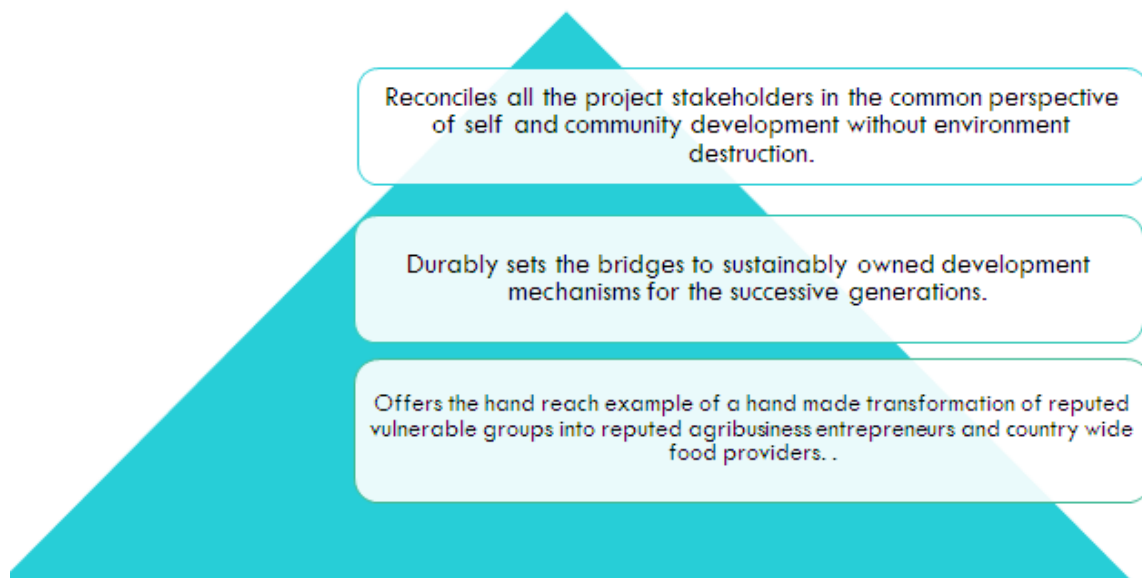 Reconciles all the project stakeholders in the common perspective
of self and community development without environment
destruction.
Durably sets the bridges to sustainably owned development
mechanisms for the successive generations.
Offers the hand reach example of a hand made transformation of reputed
vulnerable groups into reputed agribusiness entrepreneurs and country wide
food providers. .